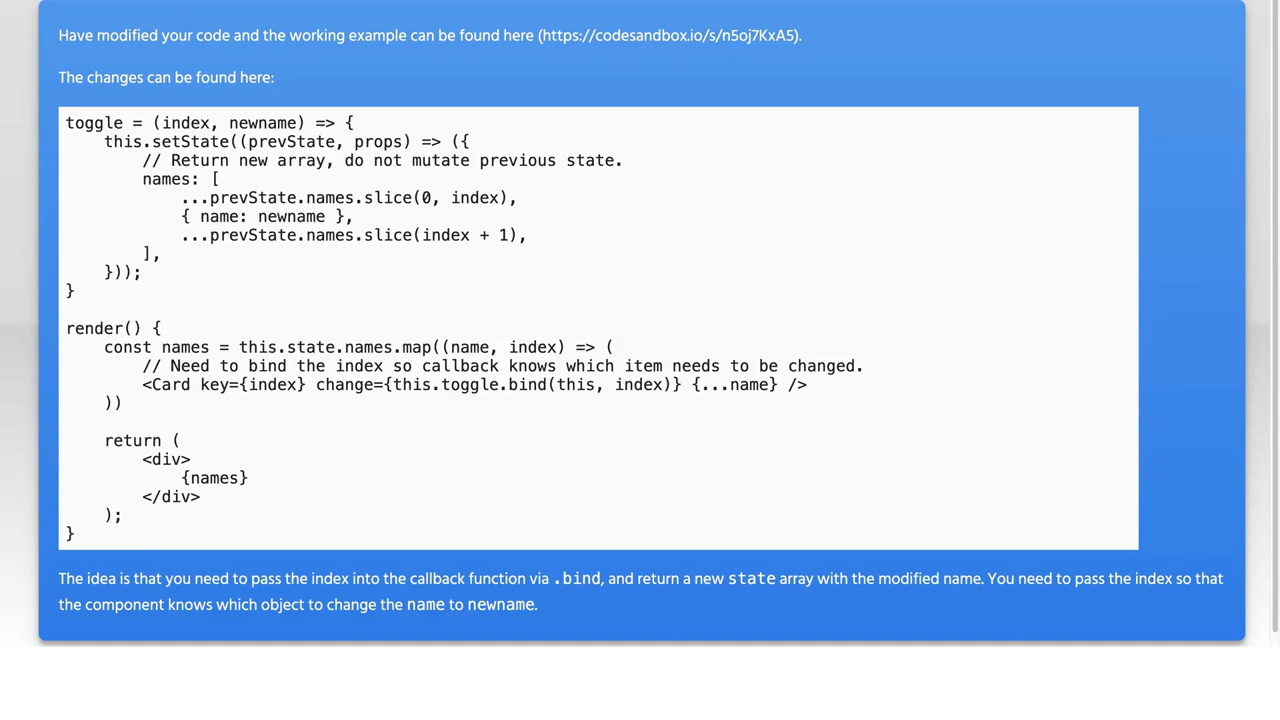 Have modified your code and the working example can be found here (https://codesandbox.io/s/n5oj7KxA5).
The changes can be found here:
toggle = (index, newname) => {
    this.setState((prevState, props) => ({
        // Return new array, do not mutate previous state.
        names: [
            ...prevState.names.slice(0, index),
            { name: newname },
            ...prevState.names.slice(index + 1),
        ],
    }));
}
render() {
    const names = this.state.names.map((name, index) => (
        // Need to bind the index so callback knows which item needs to be changed.
        <Card key={index} change={this.toggle.bind(this, index)} {...name} />
    ))
    return (
        <div>
            {names}
        </div>
    );
}
The idea is that you need to pass the index into the callback function via .bind, and return a new state array with the modified name. You need to pass the index so that
the component knows which object to change the name to newname.